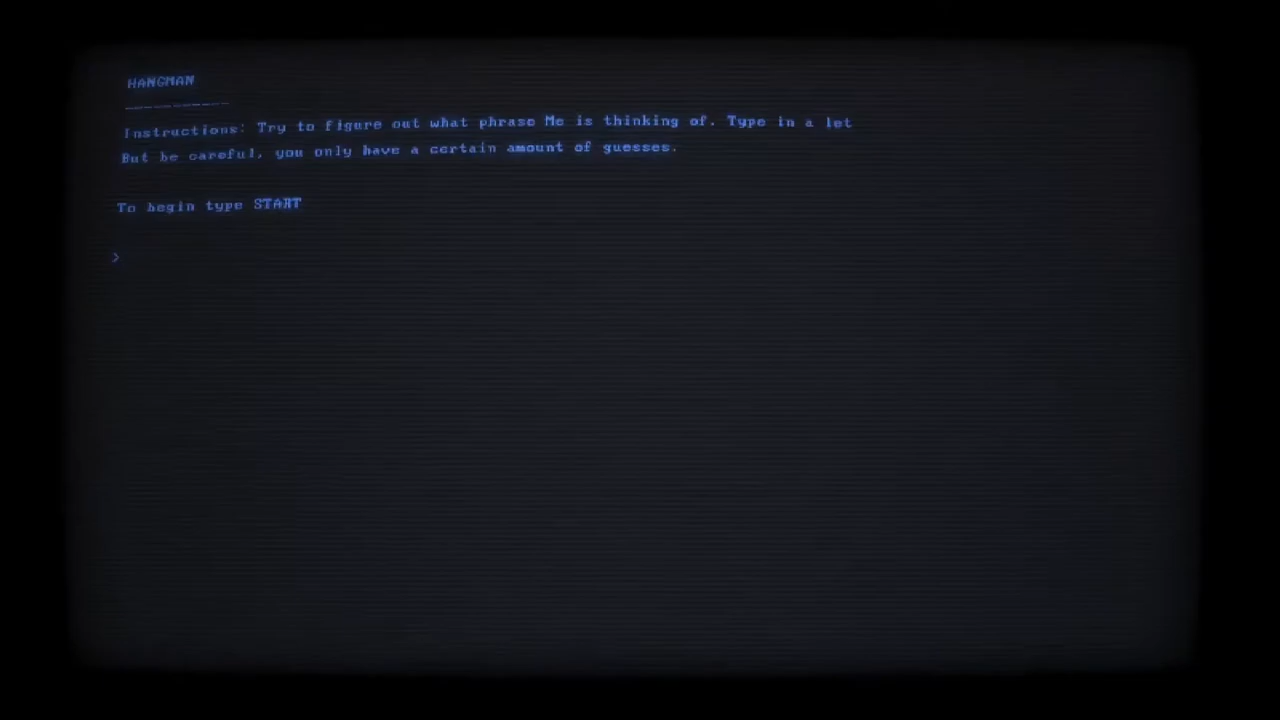 HANGMAN
-----------
Instructions: Try to figure out what phrase Me is thinking of. Type in a let
But be careful, you only have a certain amount of guesses.
To begin type START
>